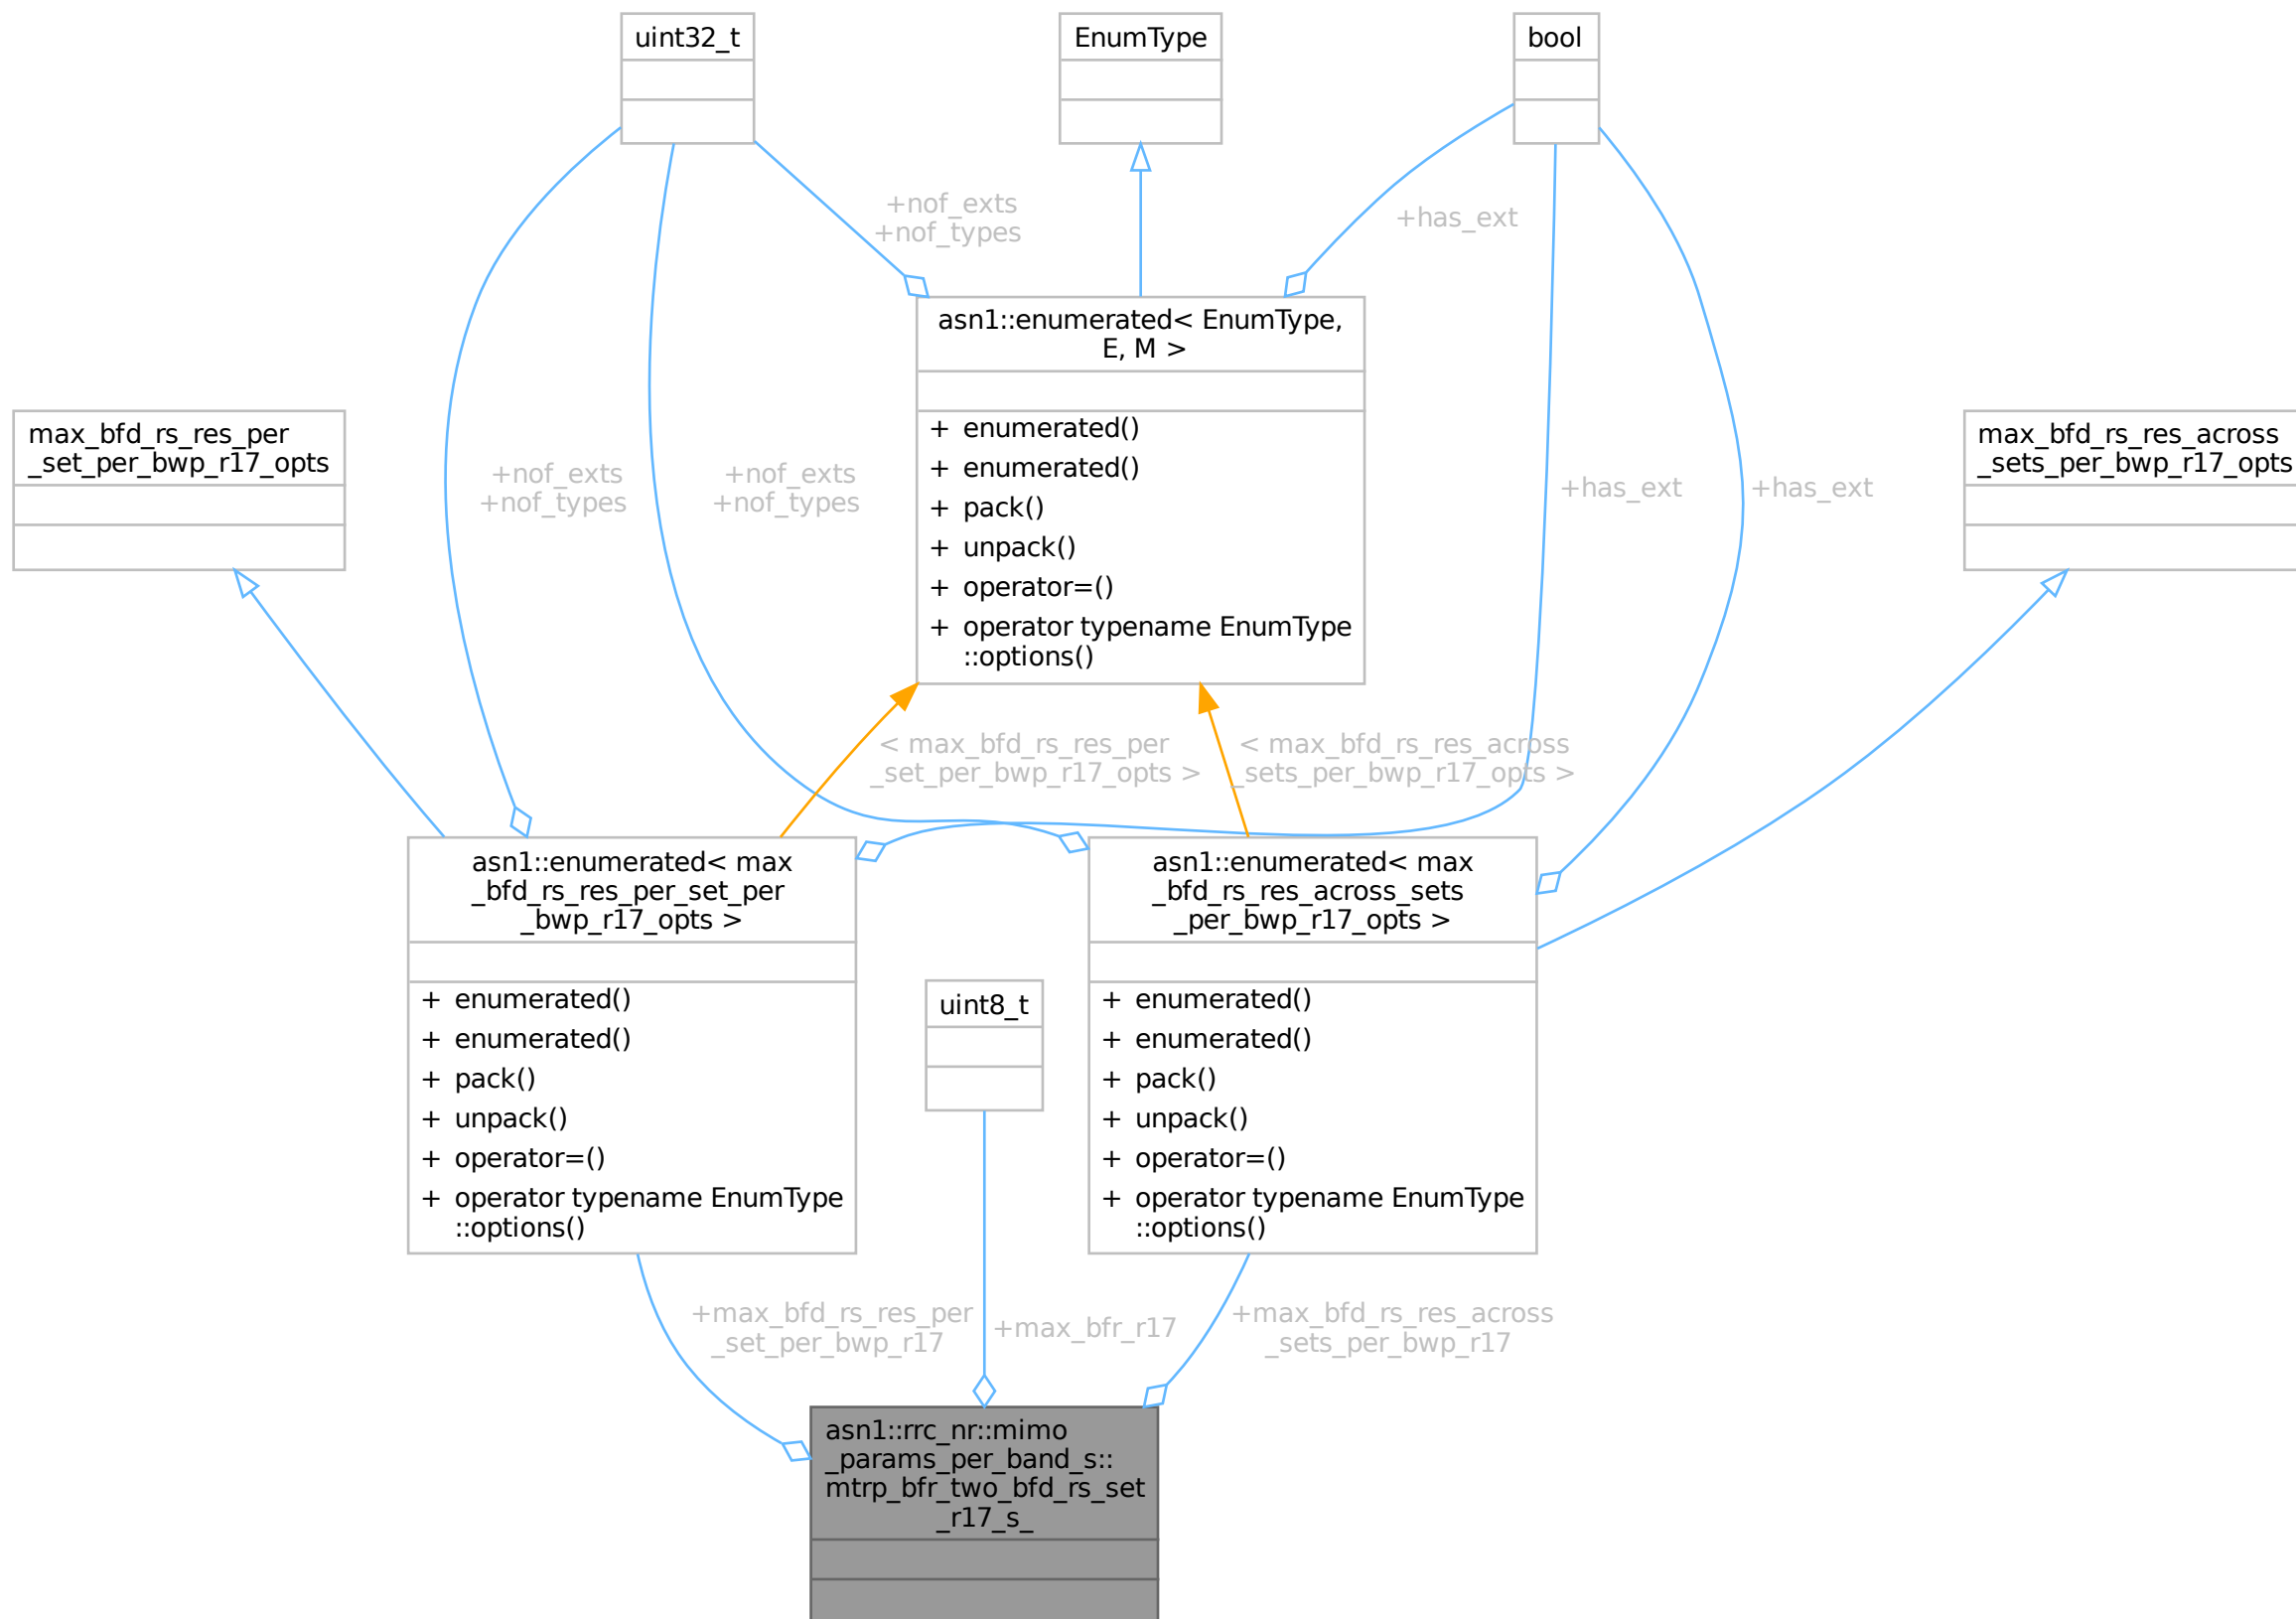 uint32_t
EnumType
bool
+nof_exts
+nof_types
+has_ext
asn1::enumerated< EnumType,
E, M >
+ enumerated()
+ enumerated()
+ pack()
+ unpack()
+ operator=()
+ operator typename EnumType
::options()
max_bfd_rs_res_per
_set_per_bwp_r17_opts
+nof_exts
+nof_types
+nof_exts
+nof_types
+has_ext
+has_ext
max_bfd_rs_res_across
_sets_per_bwp_r17_opts
< max_bfd_rs_res_per
_set_per_bwp_r17_opts >
< max_bfd_rs_res_across
_sets_per_bwp_r17_opts >
asn1::enumerated< max
_bfd_rs_res_per_set_per
_bwp_r17_opts >
+ enumerated()
+ enumerated()
+ pack()
+ unpack()
+ operator=()
+ operator typename EnumType
::options()
uint8_t
asn1::enumerated< max
_bfd_rs_res_across_sets
_per_bwp_r17_opts >
+ enumerated()
+ enumerated()
+ pack()
+ unpack()
+ operator=()
+ operator typename EnumType
::options()
+max_bfd_rs_res_per
_set_per_bwp_r17
+max_bfr_r17
+max_bfd_rs_res_across
_sets_per_bwp_r17
asn1::rrc_nr::mimo
_params_per_band_s::
mtrp_bfr_two_bfd_rs_set
_r17_s_